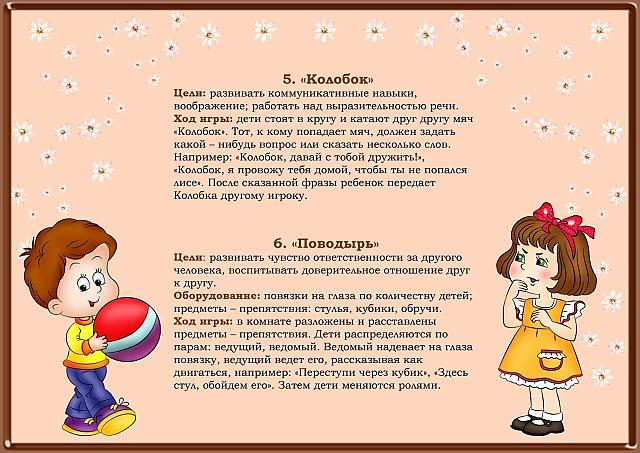 5. «Колобок»
Цели: развивать коммуникативные навыки,
воображение; работать над выразительностью речи.
Ход игры: дети стоят в кругу и катают друг другу мяч
«Колобок». Тот, к кому попадает мяч, должен задать
какой – нибудь вопрос или сказать несколько слов.
Например: «Колобок, давай с тобой дружить!»,
«Колобок, я провожу тебя домой, чтобы ты не попался
лисе». После сказанной фразы ребенок передает
Колобка другому игроку.
6. «Поводырь»
Цели: развивать чувство ответственности за другого
человека, воспитывать доверительное отношение друг
к другу.
Оборудование: повязки на глаза по количеству детей;
предметы – препятствия: стулья, кубики, обручи.
Ход игры: в комнате разложены и расставлены
предметы – препятствия. Дети распределяются по
парам: ведущий, ведомый. Ведомый надевает на глаза
повязку, ведущий ведет его, рассказывая как
двигаться, например: «Переступи через кубик», «Здесь
стул, обойдем его». Затем дети меняются ролями.